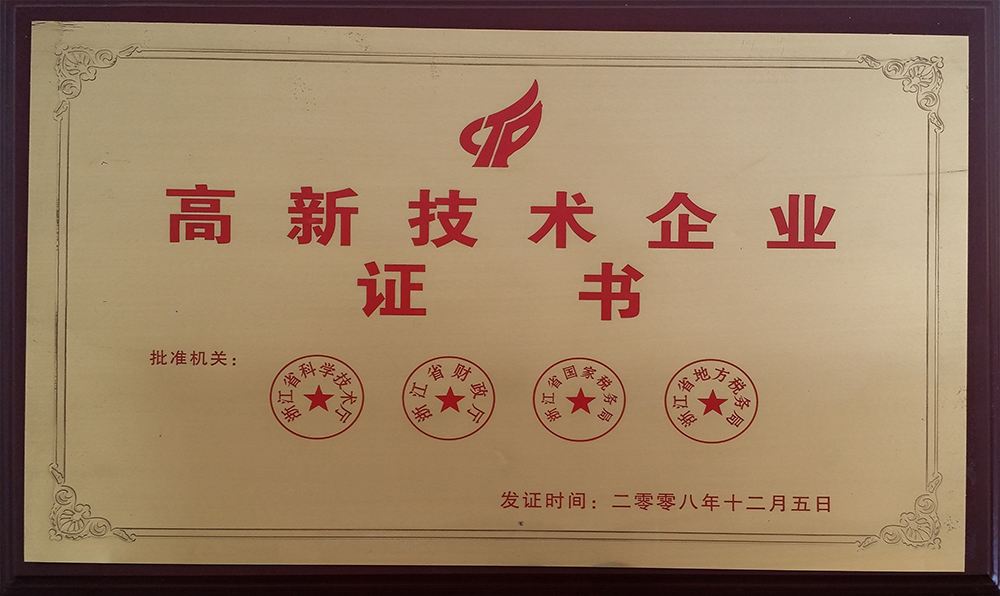 CTP
高新技术企业
证书
批准机关：
浙江省科学技术厅
浙江省财政厅
浙江省国家税务局
浙江省地方税务局
发证时间：二零零八年十二月五日